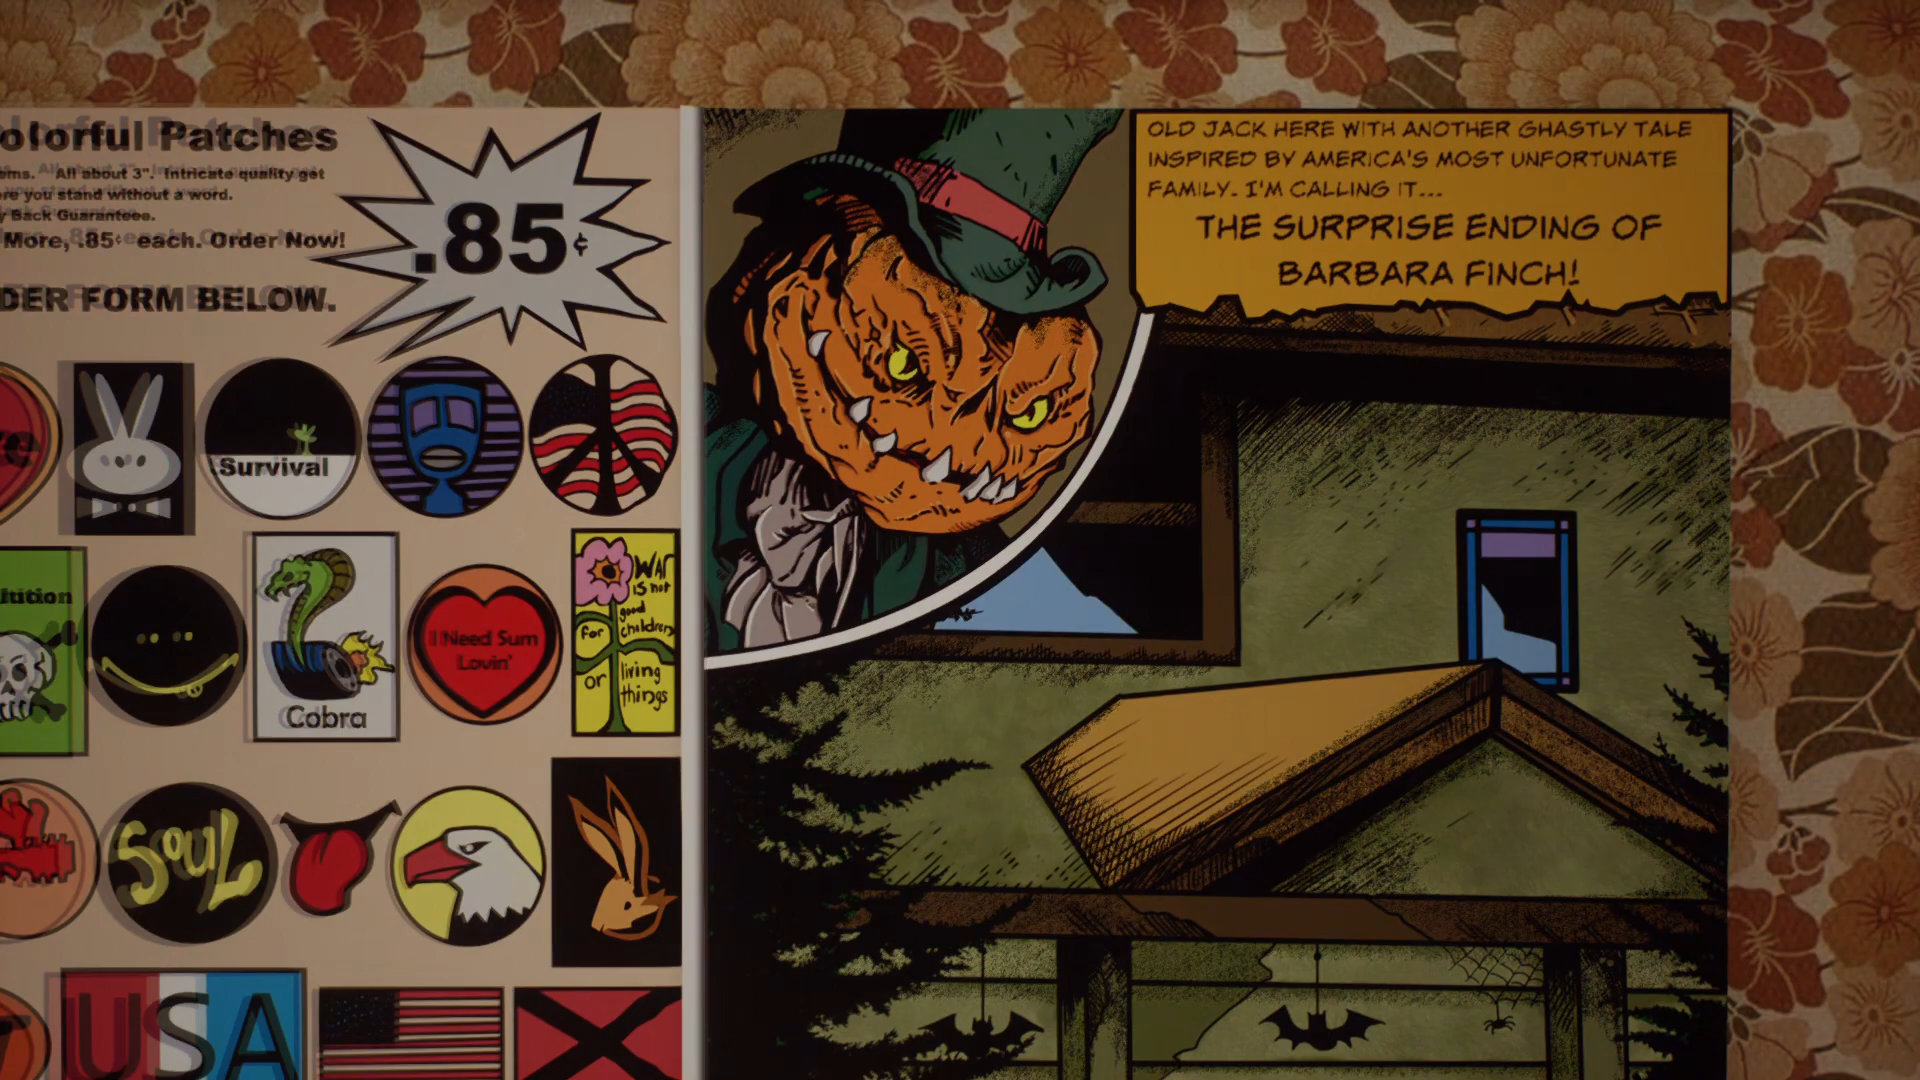 olorful Patches
ems. All about 3". Intricate quality get
re you stand without a word.
y Back Guarantee.
More, .85¢ each. Order Now!
DER FORM BELOW.
.85¢
Survival
ution
Cobra
I Need Sum
Lovin'
War
is not
good
for children
or living
things
SOUL
USA
OLD JACK HERE WITH ANOTHER GHASTLY TALE
INSPIRED BY AMERICA'S MOST UNFORTUNATE
FAMILY. I'M CALLING IT...
THE SURPRISE ENDING OF
BARBARA FINCH!